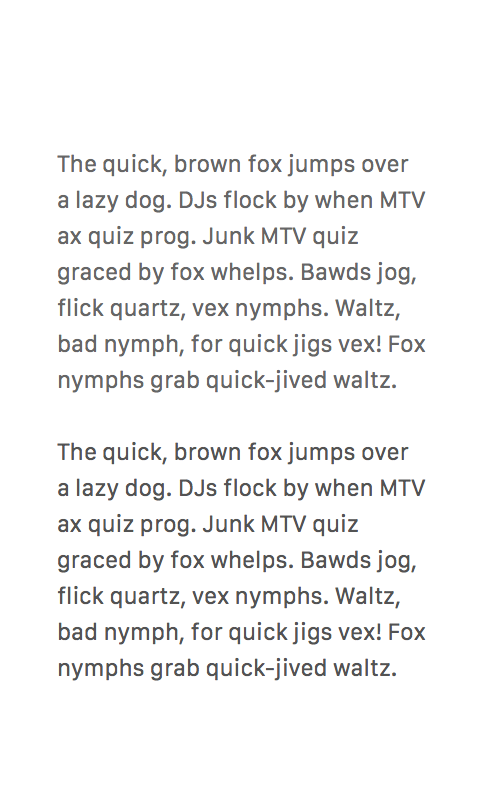 The quick, brown fox jumps over
a lazy dog. DJs flock by when MTV
ax quiz prog. Junk MTV quiz
graced by fox whelps. Bawds jog,
flick quartz, vex nymphs. Waltz,
bad nymph, for quick jigs vex! Fox
nymphs grab quick-jived waltz.
The quick, brown fox jumps over
a lazy dog. DJs flock by when MTV
ax quiz prog. Junk MTV quiz
graced by fox whelps. Bawds jog,
flick quartz, vex nymphs. Waltz,
bad nymph, for quick jigs vex! Fox
nymphs grab quick-jived waltz.